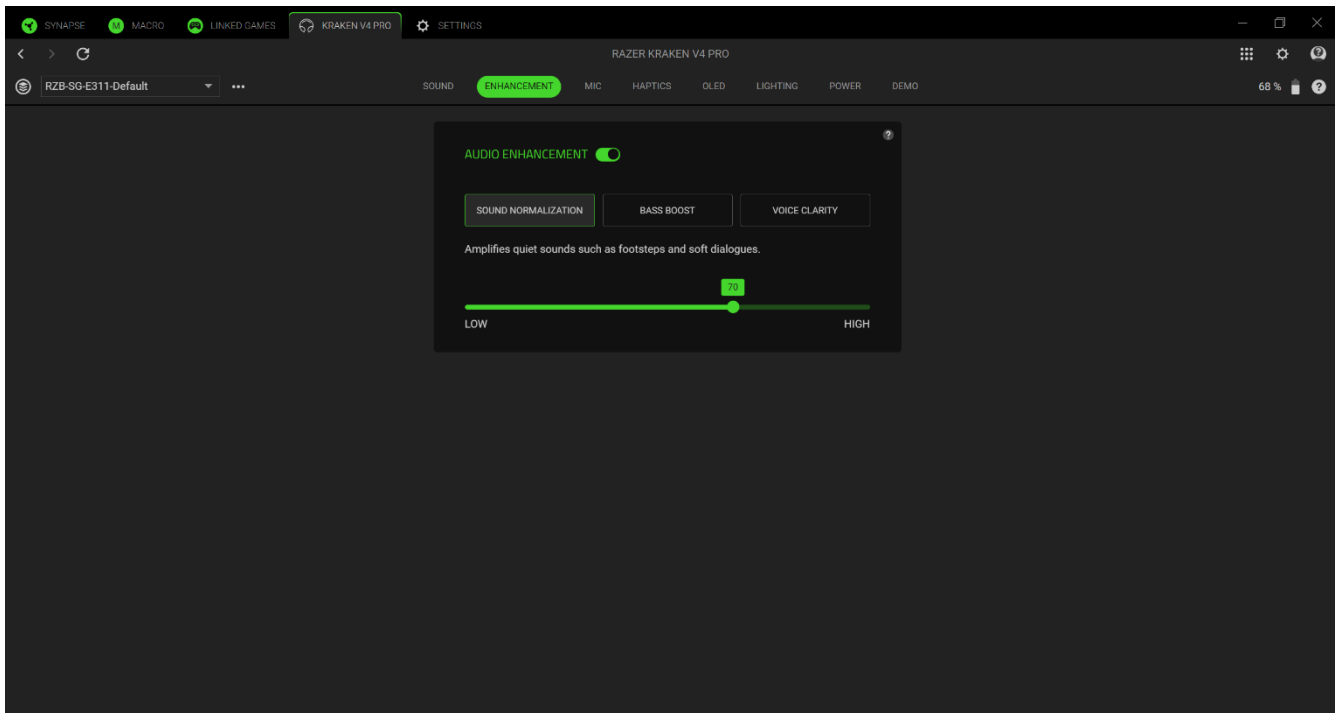 SYNAPSE M MACRO LINKED GAMES KRAKEN V4 PRO SETTINGS
RAZER KRAKEN V4 PRO
RZB-SG-E311-Default SOUND ENHANCEMENT MIC HAPTICS OLED LIGHTING POWER DEMO 68 % ?
?
AUDIO ENHANCEMENT
SOUND NORMALIZATION BASS BOOST VOICE CLARITY
Amplifies quiet sounds such as footsteps and soft dialogues.
70
LOW HIGH